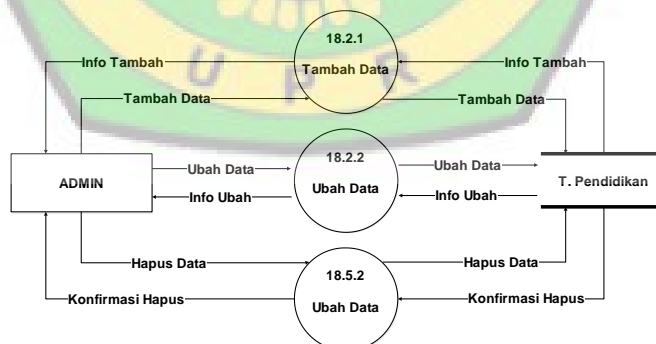 18.2.1
Tambah Data
Info Tambah
Info Tambah
Tambah Data
Tambah Data
U P R
ADMIN
Ubah Data
Info Ubah
18.2.2
Ubah Data
Ubah Data
Info Ubah
T. Pendidikan
Hapus Data
Konfirmasi Hapus
18.5.2
Ubah Data
Hapus Data
Konfirmasi Hapus